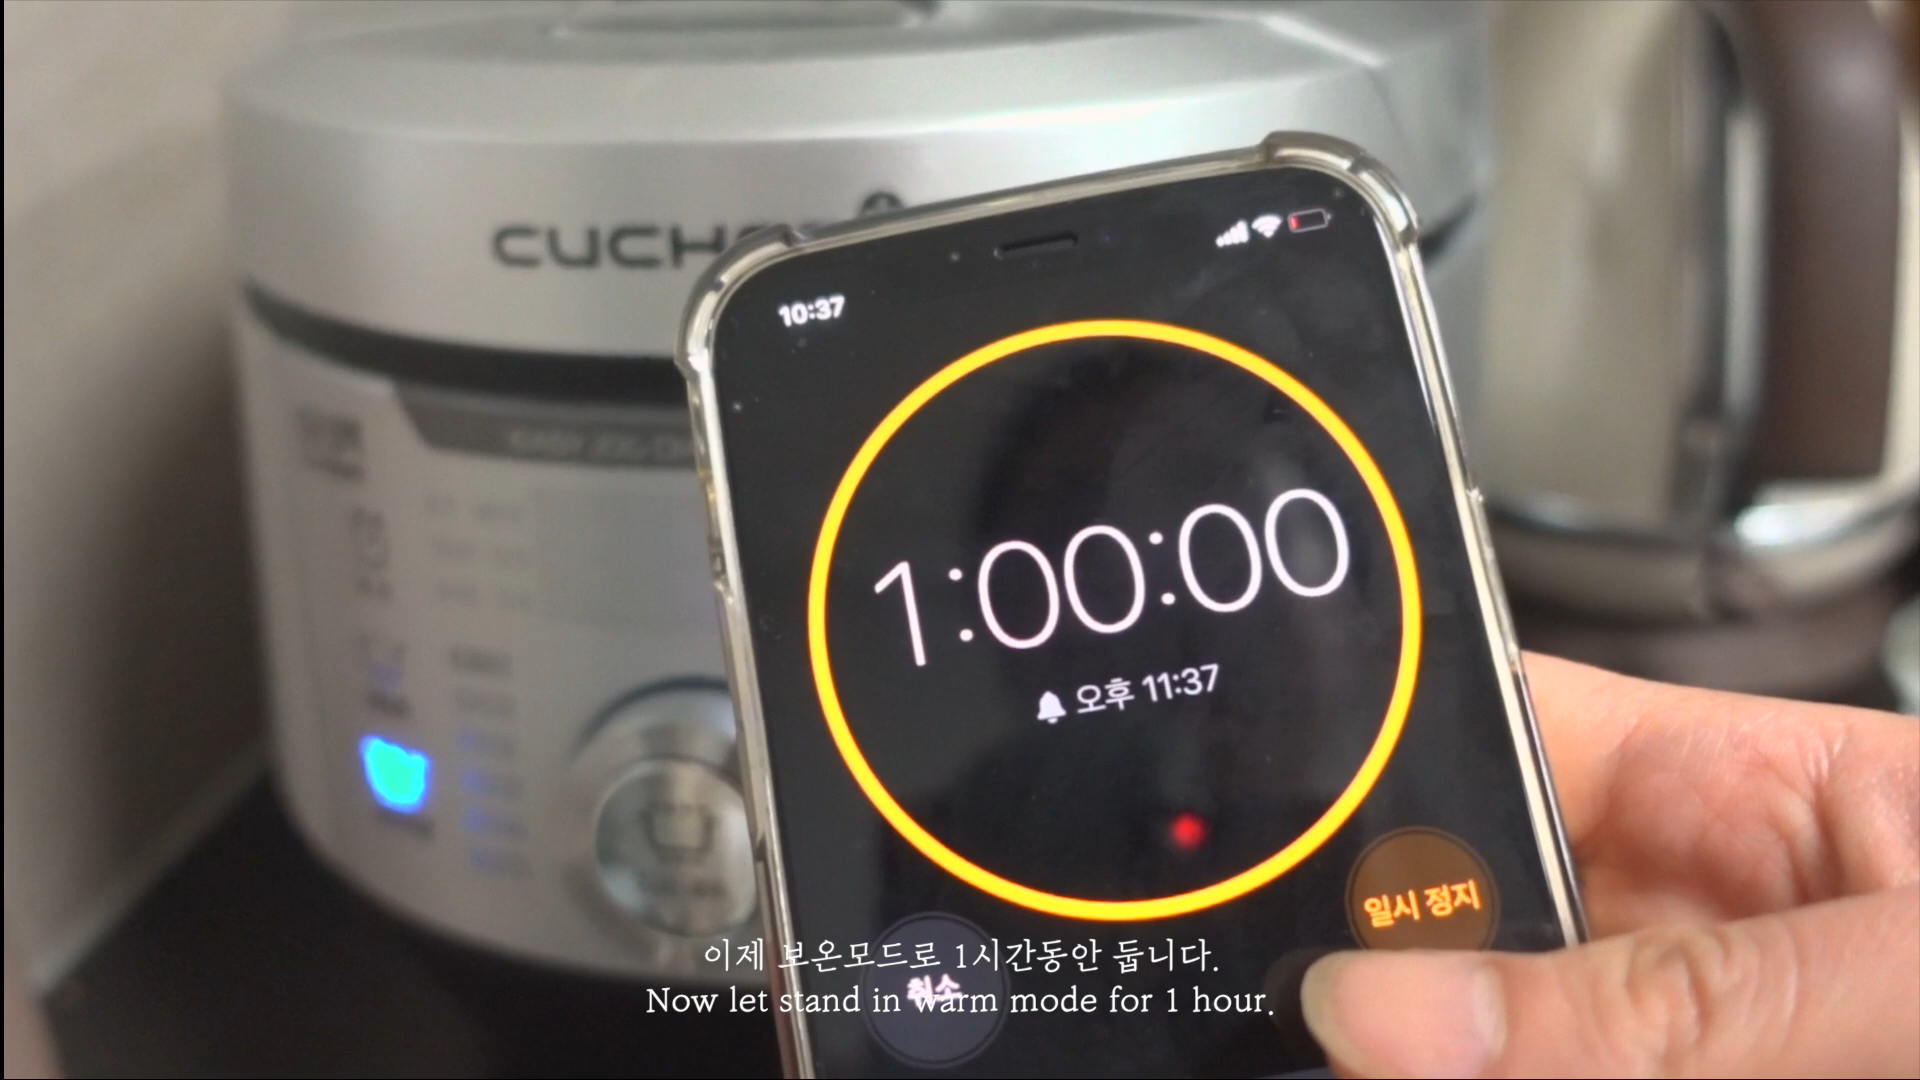 CUCH
10:37
1:00:00
오후 11:37
일시 정지
취소
이제 보온모드로 1시간동안 둡니다.
Now let stand in warm mode for 1 hour.